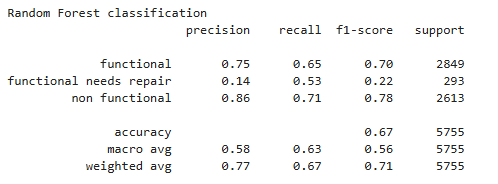 Random Forest classification
precision recall f1-score support
functional 0.75 0.65 0.70 2849
functional needs repair 0.14 0.53 0.22 293
non functional 0.86 0.71 0.78 2613
accuracy 0.67 5755
macro avg 0.58 0.63 0.56 5755
weighted avg 0.77 0.67 0.71 5755